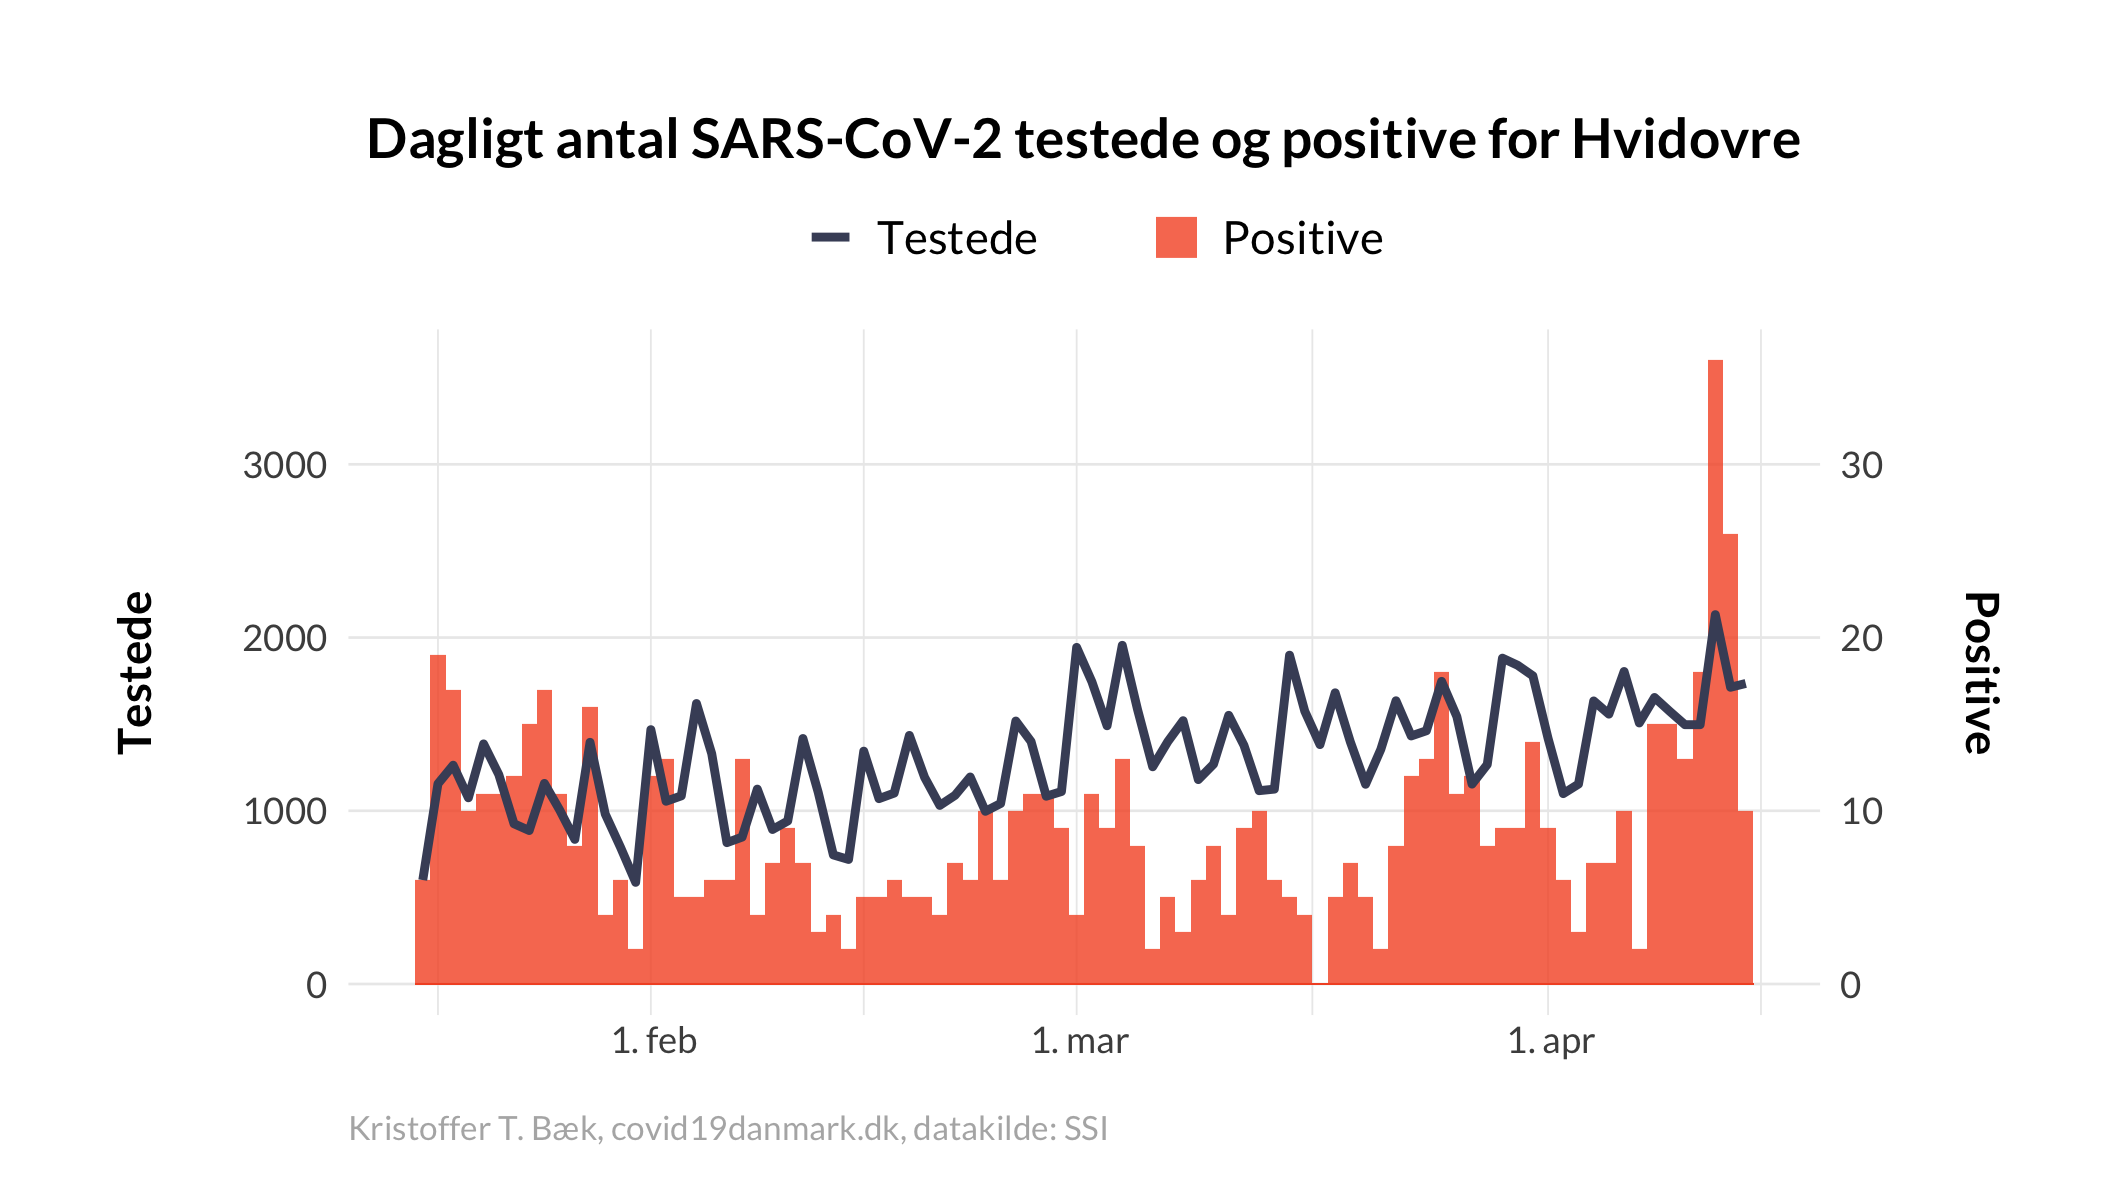 Dagligt antal SARS-CoV-2 testede og positive for Hvidovre
Testede
Positive
3000
2000
1000
0
Testede
30
20
10
0
Positive
1. feb
1. mar
1. apr
Kristoffer T. Bæk, covid19danmark.dk, datakilde: SSI